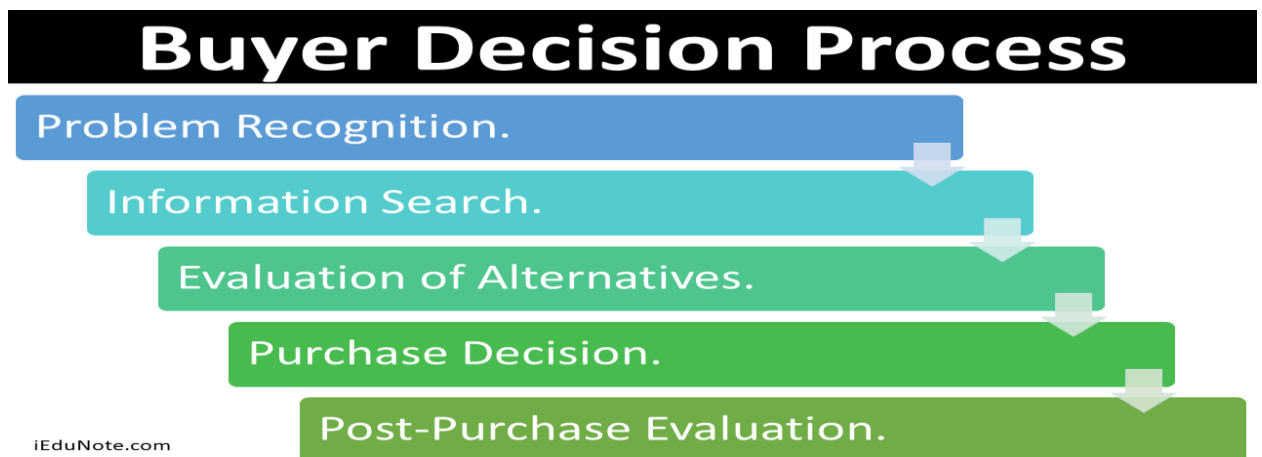 Buyer Decision Process
Problem Recognition.
Information Search.
Evaluation of Alternatives.
Purchase Decision.
Post-Purchase Evaluation.
iEduNote.com